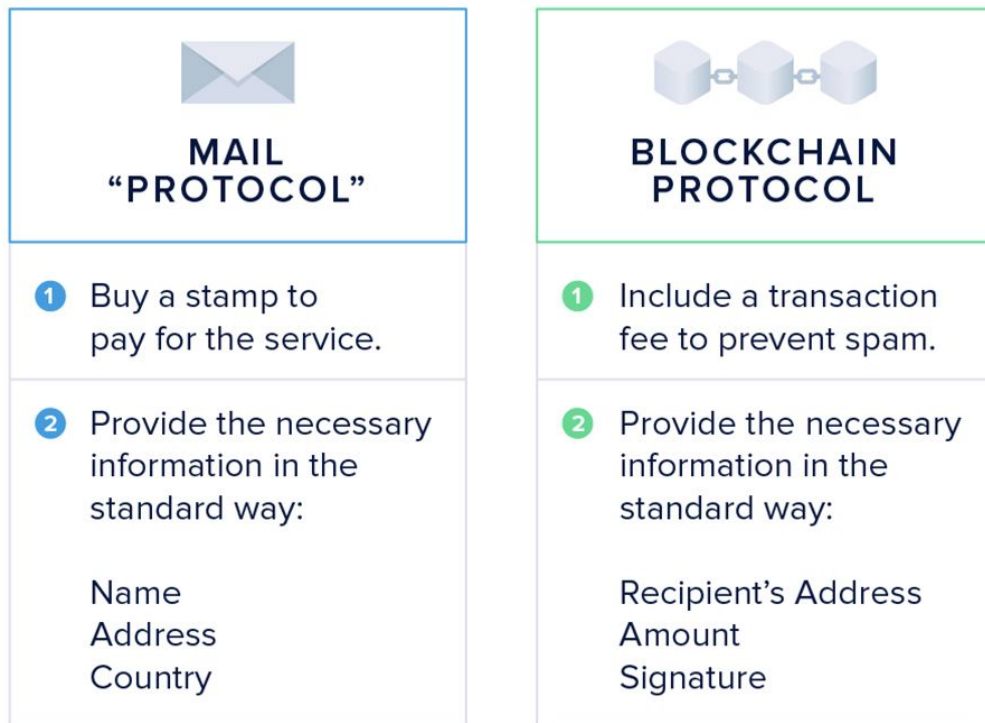 MAIL
“PROTOCOL”
1 Buy a stamp to
pay for the service.
2 Provide the necessary
information in the
standard way:
Name
Address
Country
BLOCKCHAIN
PROTOCOL
1 Include a transaction
fee to prevent spam.
2 Provide the necessary
information in the
standard way:
Recipient’s Address
Amount
Signature